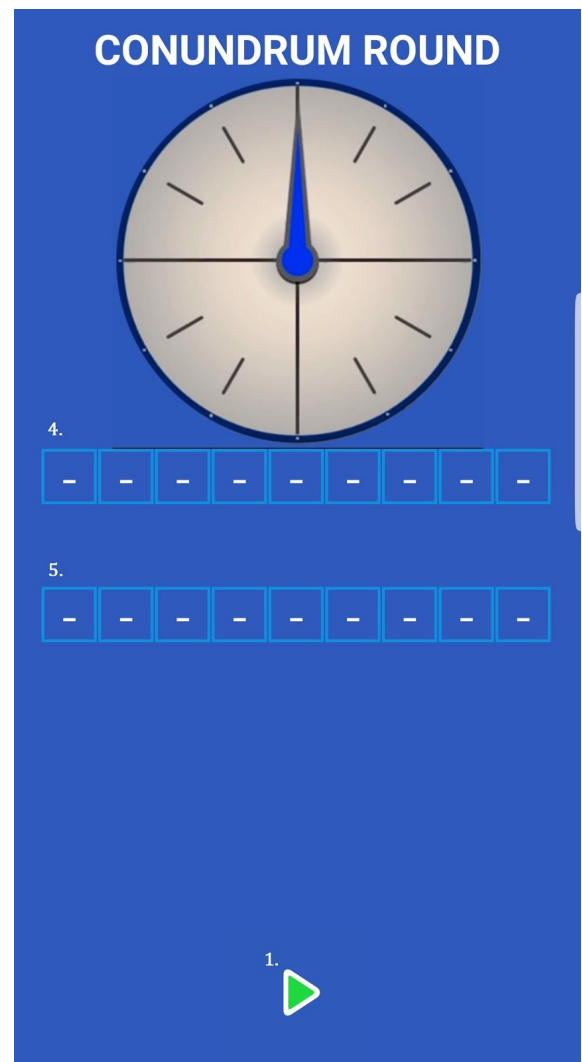 CONUNDRUM ROUND
4.
– – – – – – – – –
5.
– – – – – – – – –
1.